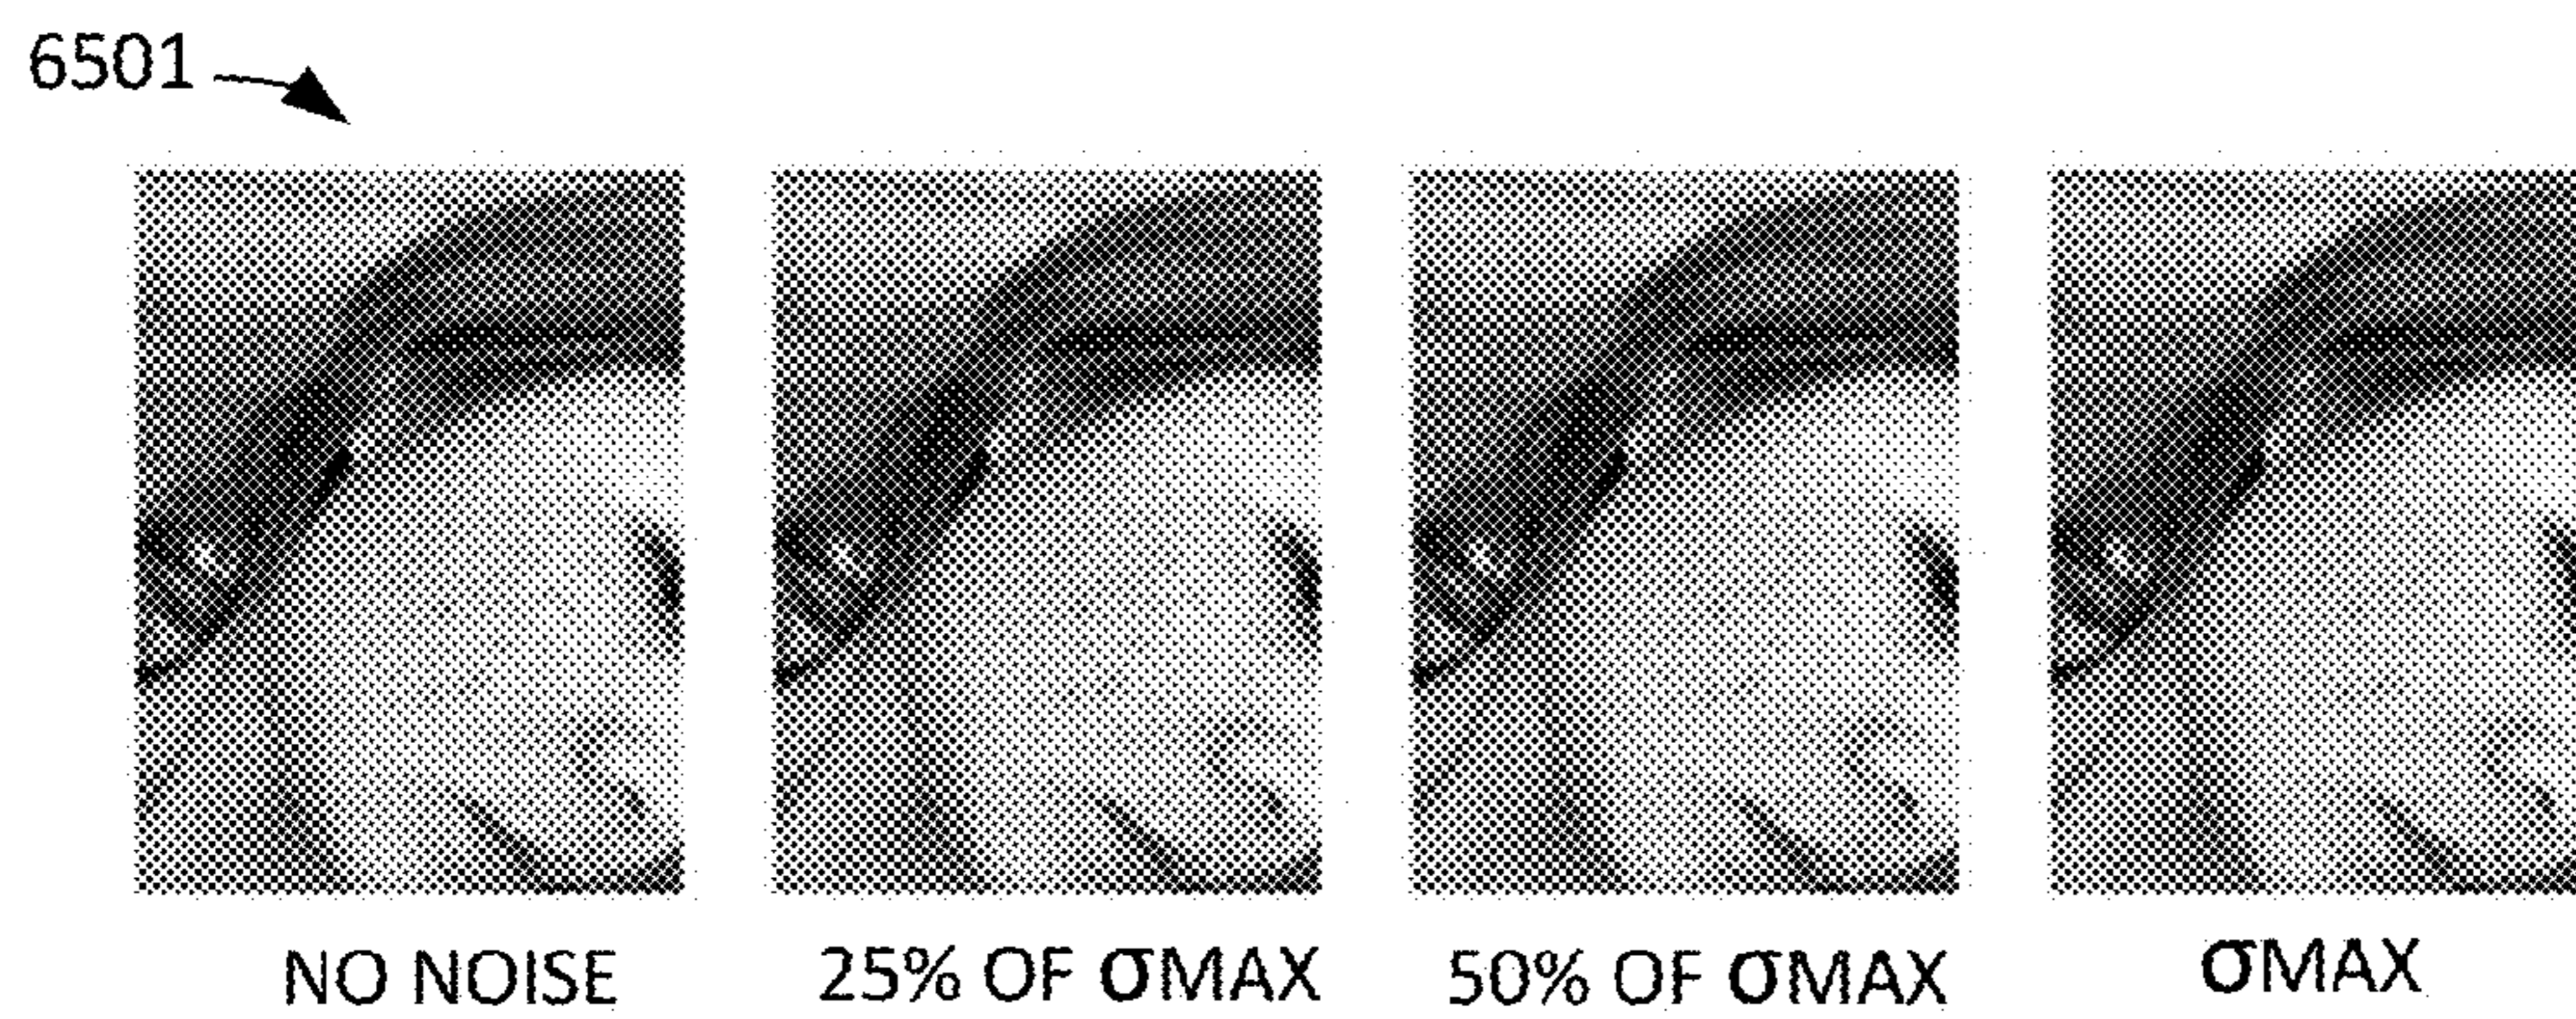 6501
NO NOISE
25% OF σMAX
50% OF σMAX
σMAX